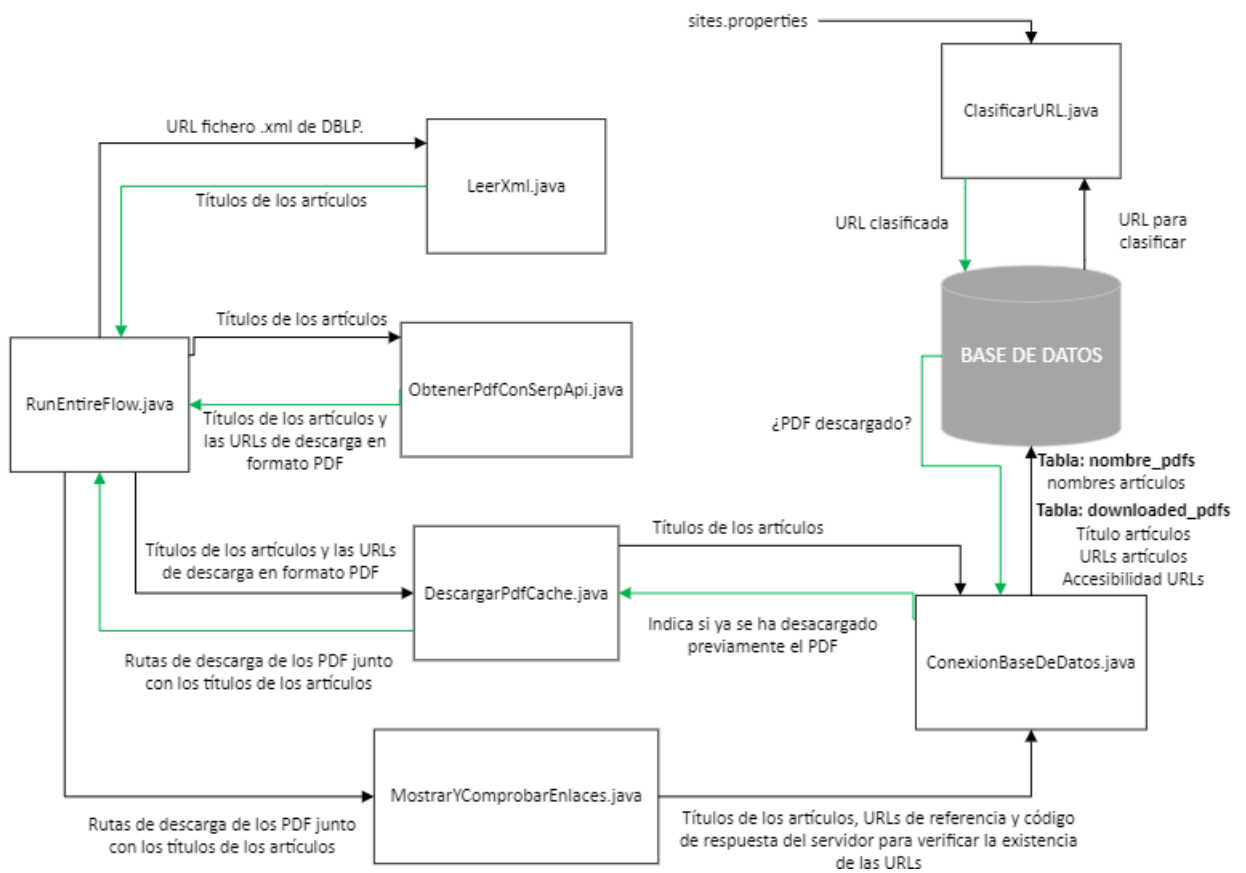 sites.properties
ClasificarURL.java
URL fichero .xml de DBLP.
LeerXml.java
Títulos de los artículos
URL clasificada
URL para
clasificar
Títulos de los artículos
BASE DE DATOS
RunEntireFlow.java
ObtenerPdfConSerpApi.java
Títulos de los artículos y
las URLs de descarga en
formato PDF
¿PDF descargado?
Tabla: nombre_pdfs
nombres artículos
Tabla: downloaded_pdfs
Título artículos
URLs artículos
Accesibilidad URLs
Títulos de los artículos
Títulos de los artículos y las URLs
de descarga en formato PDF
DescargarPdfCache.java
Indica si ya se ha desacargado
previamente el PDF
Rutas de descarga de los PDF junto
con los títulos de los artículos
ConexionBaseDeDatos.java
MostrarYComprobarEnlaces.java
Rutas de descarga de los PDF junto
con los títulos de los artículos
Títulos de los artículos, URLs de referencia y código
de respuesta del servidor para verificar la existencia
de las URLs